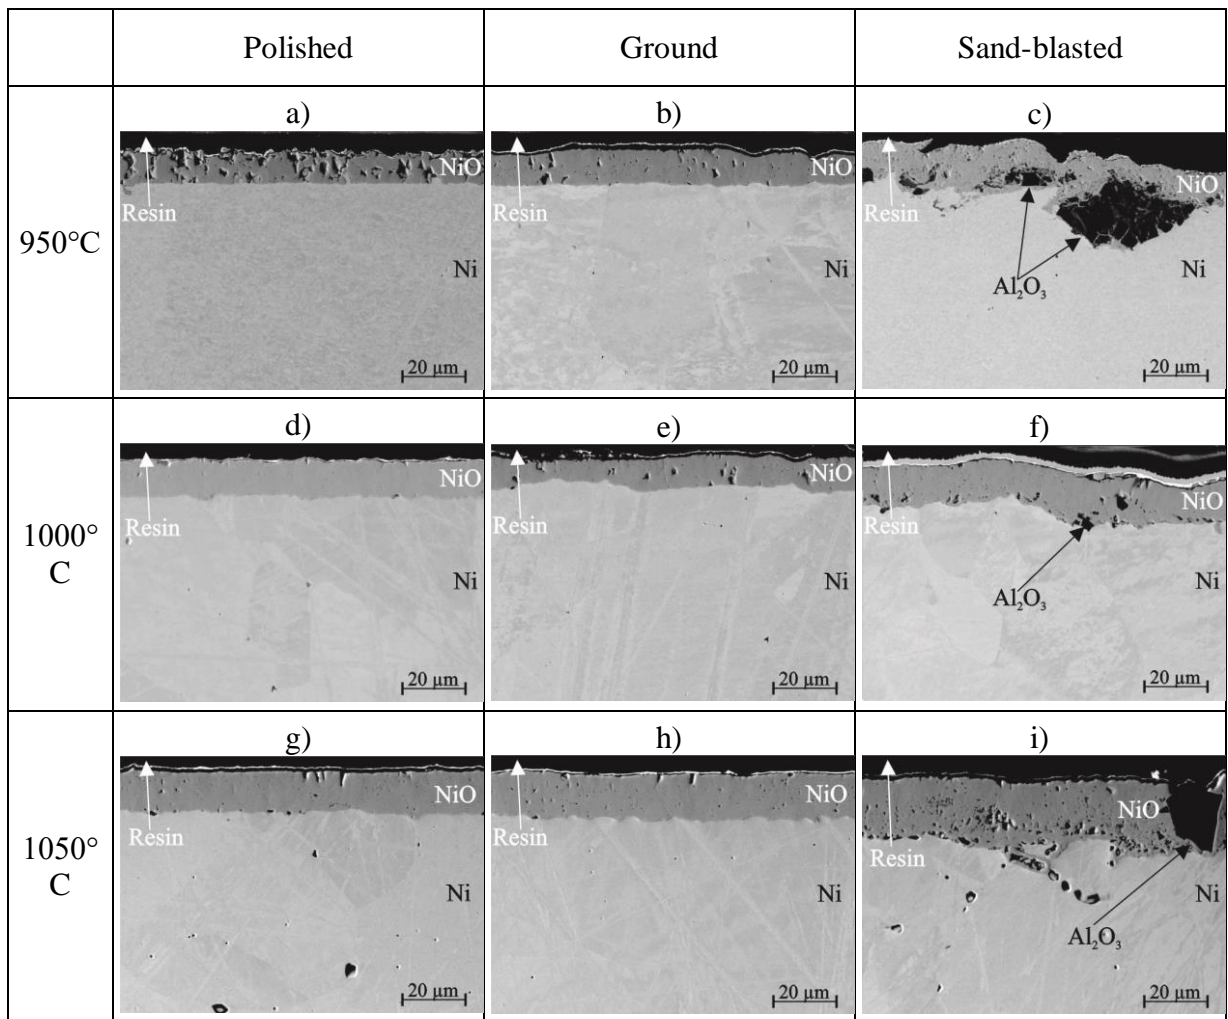 Polished Ground Sand-blasted
a) b) c)
950°C
NiO NiO NiO
Resin Resin Resin
Ni Ni Ni
Al₂O₃
20 µm 20 µm 20 µm
d) e) f)
1000°
C
NiO NiO NiO
Resin Resin Resin
Ni Ni Ni
Al₂O₃
20 µm 20 µm 20 µm
g) h) i)
1050°
C
NiO NiO NiO
Resin Resin Resin
Ni Ni Ni
Al₂O₃
20 µm 20 µm 20 µm